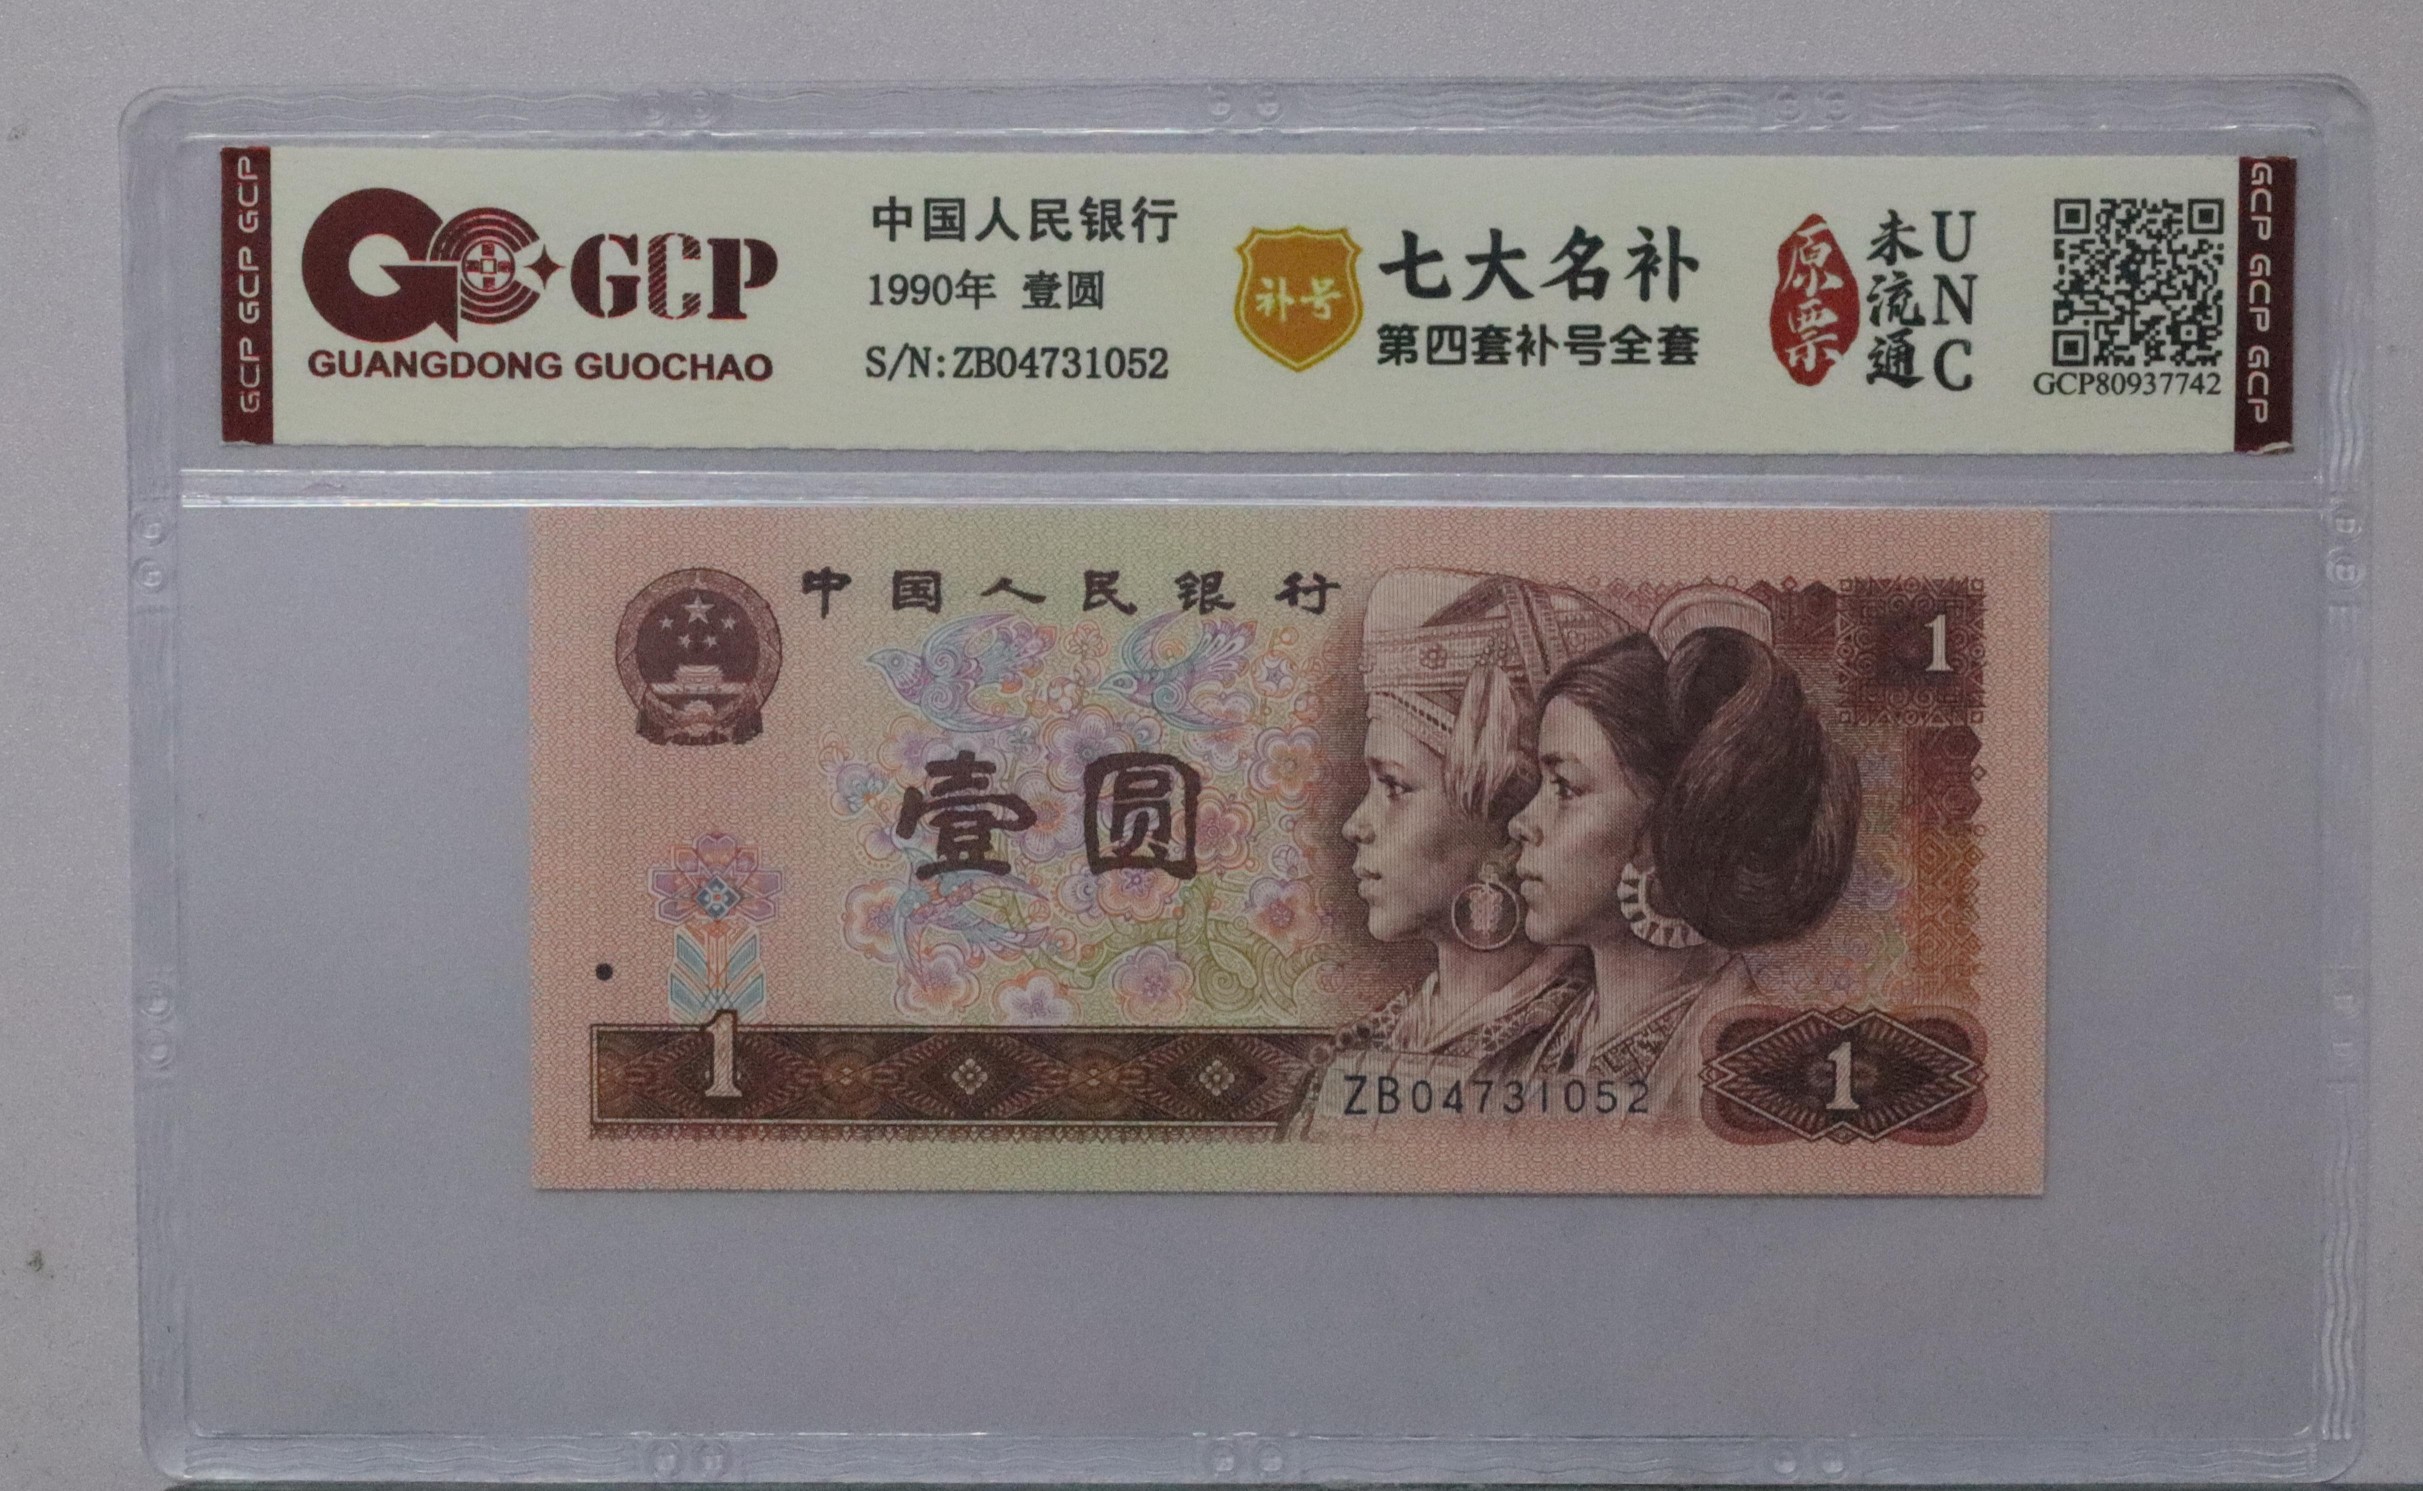 GCP GCP GCP
GCP
GUANGDONG GUOCHAO
中国人民银行
1990年 壹圆
S/N:ZB04731052
补号
七大名补
第四套补号全套
原票
未流通
UNC
GCP80937742
GCP GCP GCP
中国人民银行
1
壹圆
1
ZB04731052
1